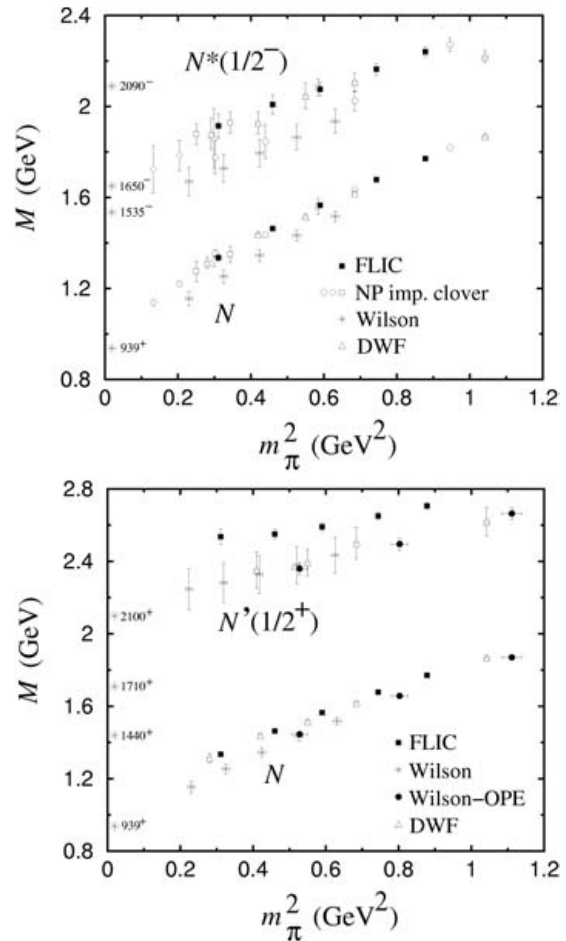 2.4
N*(1/2⁻)
2090⁻
2
M (GeV)
1650⁻
1.6
1535⁻
FLIC
NP imp. clover
1.2
N
Wilson
939⁺
DWF
0.8
0 0.2 0.4 0.6 0.8 1 1.2
m²π (GeV²)
2.8
2.4
N'(1/2⁺)
2100⁺
2
M (GeV)
1710⁺
1.6
1440⁺
FLIC
N
Wilson
1.2
Wilson-OPE
939⁺
DWF
0.8
0 0.2 0.4 0.6 0.8 1 1.2
m²π (GeV²)